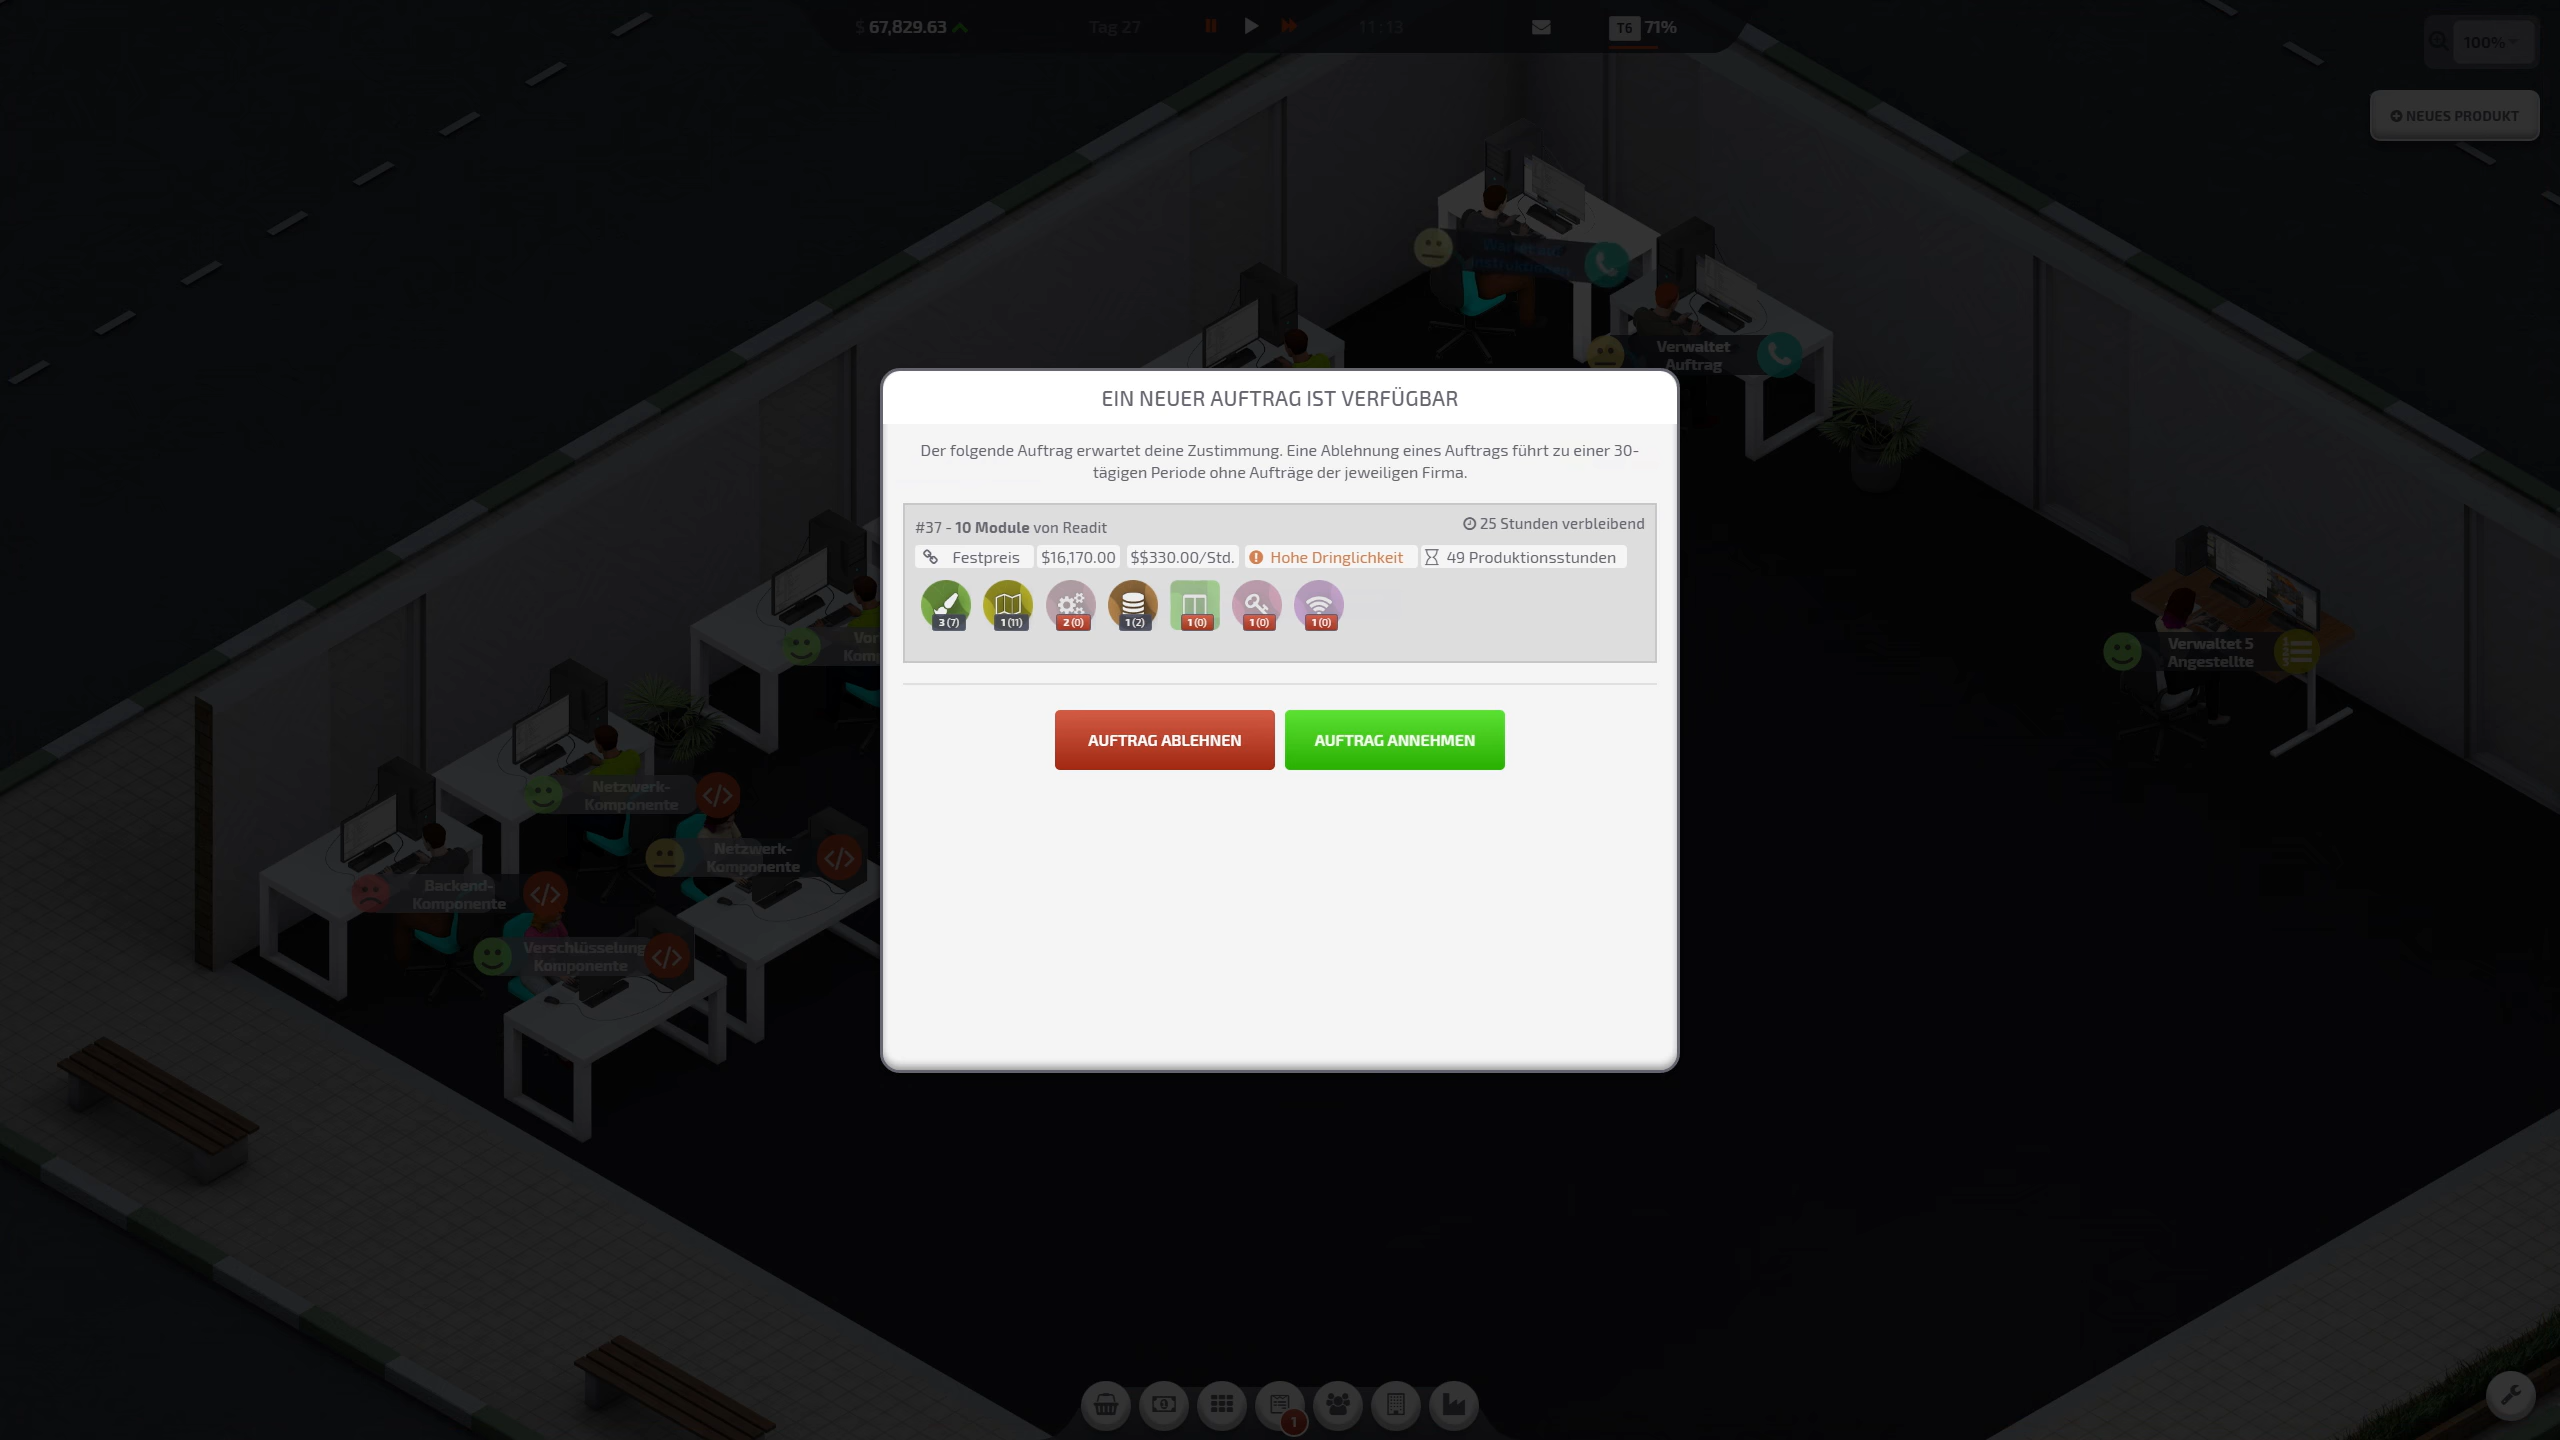 $ 67,829.63
Tag 27
11:13
T6 71%
100%
NEUES PRODUKT
Verwaltet
Auftrag
EIN NEUER AUFTRAG IST VERFÜGBAR
Der folgende Auftrag erwartet deine Zustimmung. Eine Ablehnung eines Auftrags führt zu einer 30-
tägigen Periode ohne Aufträge der jeweiligen Firma.
#37 - 10 Module von Readit
25 Stunden verbleibend
Festpreis $16,170.00 $$330.00/Std. Hohe Dringlichkeit 49 Produktionsstunden
3 (7) 1 (11) 2 (0) 1 (2) 1 (0) 1 (0) 1 (0)
AUFTRAG ABLEHNEN AUFTRAG ANNEHMEN
Verwaltet 5
Angestellte
Netzwerk-
Komponente
Netzwerk-
Komponente
Backend-
Komponente
Verschlüsselung
Komponente
1